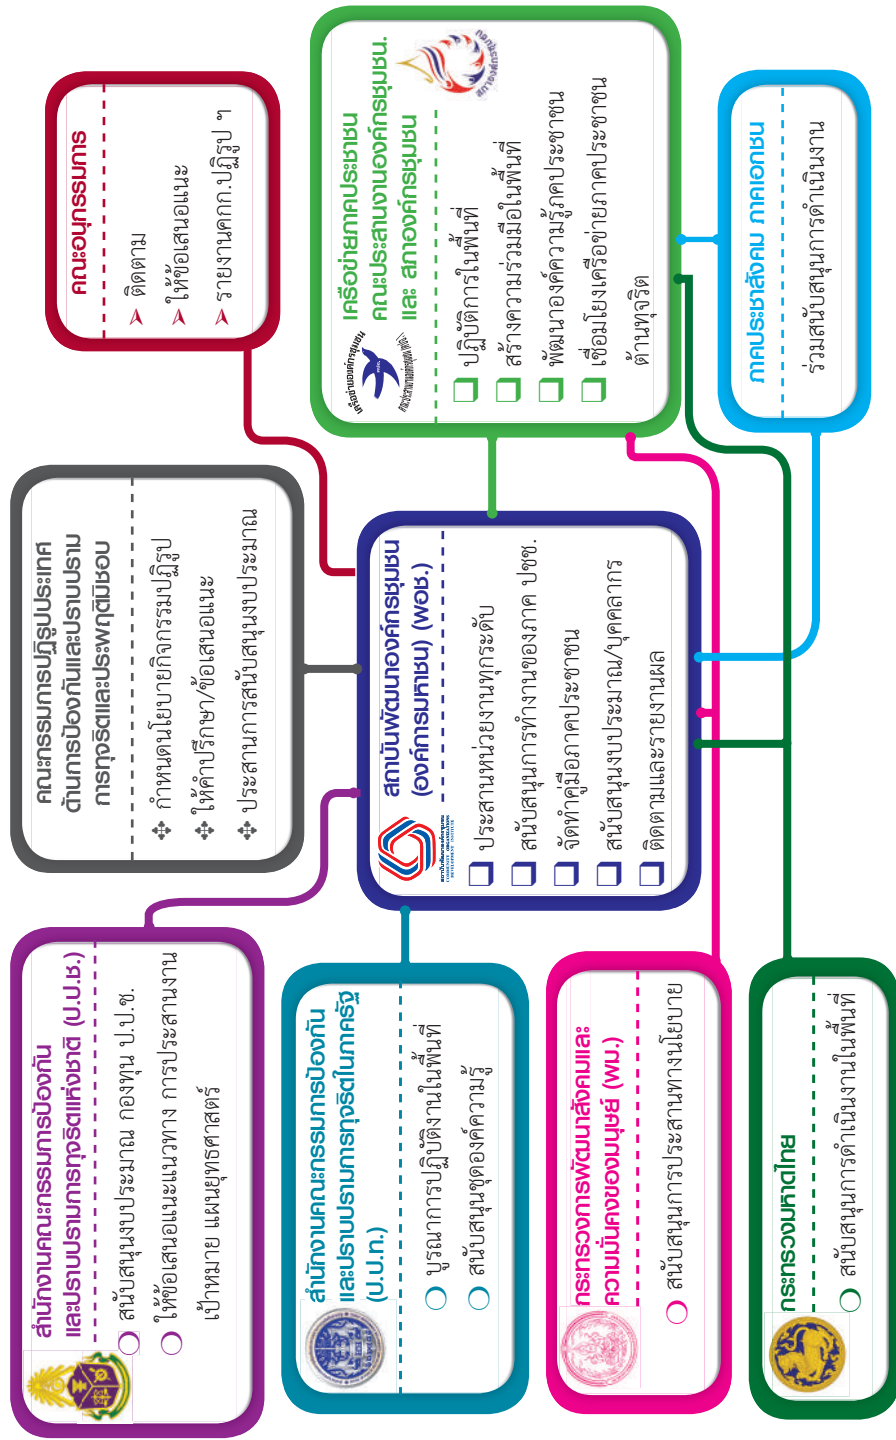 สำนักงานคณะกรรมการป้องกัน
และปราบปรามการทุจริตแห่งชาติ (ป.ป.ช.)
สนับสนุนงบประมาณ กองทุน ป.ป.ช.
ให้ข้อเสนอแนะแนวทาง การประสานงาน
เป้าหมาย แผนยุทธศาสตร์
คณะกรรมการปฏิรูปประเทศ
ด้านการป้องกันและปราบปราม
การทุจริตและประพฤติมิชอบ
กำหนดนโยบายกิจกรรมปฏิรูป
ให้คำปรึกษา/ข้อเสนอแนะ
ประสานการสนับสนุนงบประมาณ
คณะอนุกรรมการ
ติดตาม
ให้ข้อเสนอแนะ
รายงานคกก.ปฏิรูป ฯ
สำนักงานคณะกรรมการป้องกัน
และปราบปรามการทุจริตในภาครัฐ
(ป.ป.ท.)
บูรณาการปฏิบัติงานในพื้นที่
สนับสนุนชุดองค์ความรู้
สถาบันพัฒนาองค์กรชุมชน
(องค์การมหาชน) (พอช.)
สถาบันพัฒนาองค์กรชุมชน
COMMUNITY ORGANIZATIONS
DEVELOPMENT INSTITUTE
ประสานหน่วยงานทุกระดับ
สนับสนุนการทำงานของภาค ปชช.
จัดทำคู่มือภาคประชาชน
สนับสนุนงบประมาณ/บุคคลากร
ติดตามและรายงานผล
เครือข่ายภาคประชาชน
คณะประสานงานองค์กรชุมชน.
และ สภาองค์กรชุมชน
เครือข่ายองค์กรชุมชน
ปฏิบัติการในพื้นที่
สร้างความร่วมมือในพื้นที่
พัฒนาองค์ความรู้ภคประชาชน
เชื่อมโยงเครือข่ายภาคประชาชน
ต้านทุจริต
กระทรวงการพัฒนาสังคมและ
ความมั่นคงของมนุษย์ (พม.)
สนับสนุนการประสานทางนโยบาย
กระทรวงมหาดไทย
สนับสนุนการดำเนินงานในพื้นที่
ภาคประชาสังคม ภาคเอกชน
ร่วมสนับสนุนการดำเนินงาน